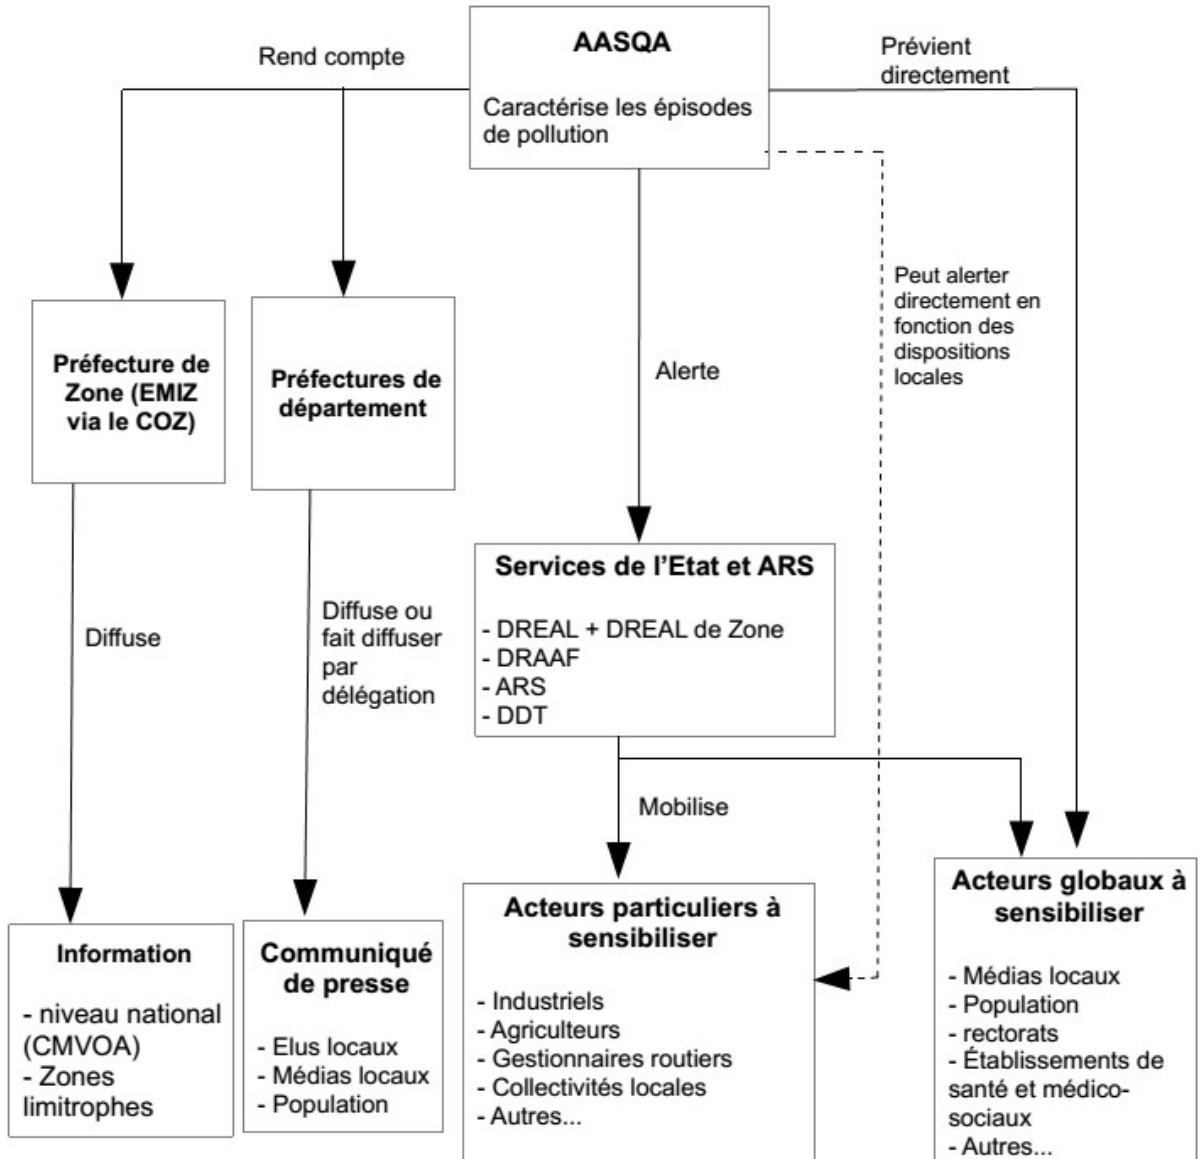 AASQA
Caractérise les épisodes
de pollution
Rend compte
Prévient
directement
Peut alerter
directement en
fonction des
dispositions
locales
Alerte
Préfecture de
Zone (EMIZ
via le COZ)
Préfectures de
département
Services de l'Etat et ARS
- DREAL + DREAL de Zone
- DRAAF
- ARS
- DDT
Diffuse
Diffuse ou
fait diffuser
par
délégation
Mobilise
Information
- niveau national
(CMVOA)
- Zones
limitrophes
Communiqué
de presse
- Elus locaux
- Médias locaux
- Population
Acteurs particuliers à
sensibiliser
- Industriels
- Agriculteurs
- Gestionnaires routiers
- Collectivités locales
- Autres...
Acteurs globaux à
sensibiliser
- Médias locaux
- Population
- rectorats
- Établissements de
santé et médico-
sociaux
- Autres...